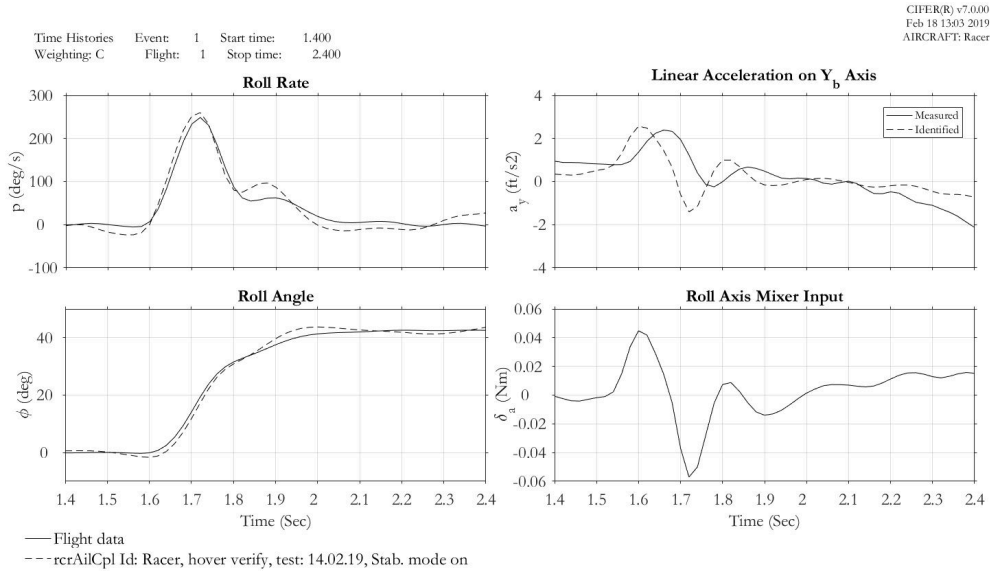 CIFER(R) v7.0.00
Feb 18 13:03 2019
AIRCRAFT: Racer
Time Histories Event: 1 Start time: 1.400
Weighting: C Flight: 1 Stop time: 2.400
Roll Rate
300
200
100
0
-100
p (deg/s)
Linear Acceleration on Yb Axis
4
2
0
-2
-4
ay (ft/s2)
Measured
Identified
Roll Angle
40
20
0
ϕ (deg)
1.4 1.5 1.6 1.7 1.8 1.9 2 2.1 2.2 2.3 2.4
Time (Sec)
Roll Axis Mixer Input
0.06
0.04
0.02
0
-0.02
-0.04
-0.06
δa (Nm)
1.4 1.5 1.6 1.7 1.8 1.9 2 2.1 2.2 2.3 2.4
Time (Sec)
Flight data
rcrAilCpl Id: Racer, hover verify, test: 14.02.19, Stab. mode on